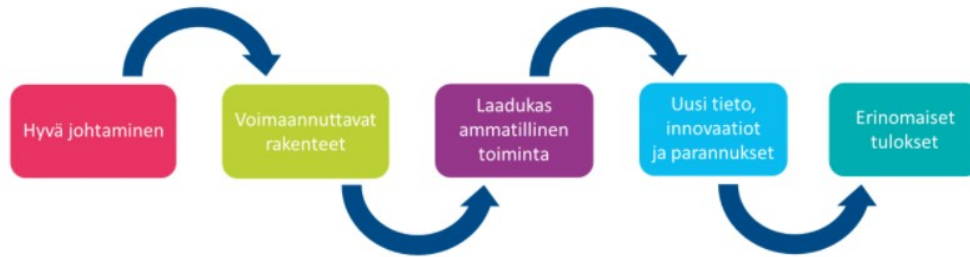 Hyvä johtaminen
Voimaannuttavat
rakenteet
Laadukas
ammatillinen
toiminta
Uusi tieto,
innovaatiot
ja parannukset
Erinomaiset
tulokset